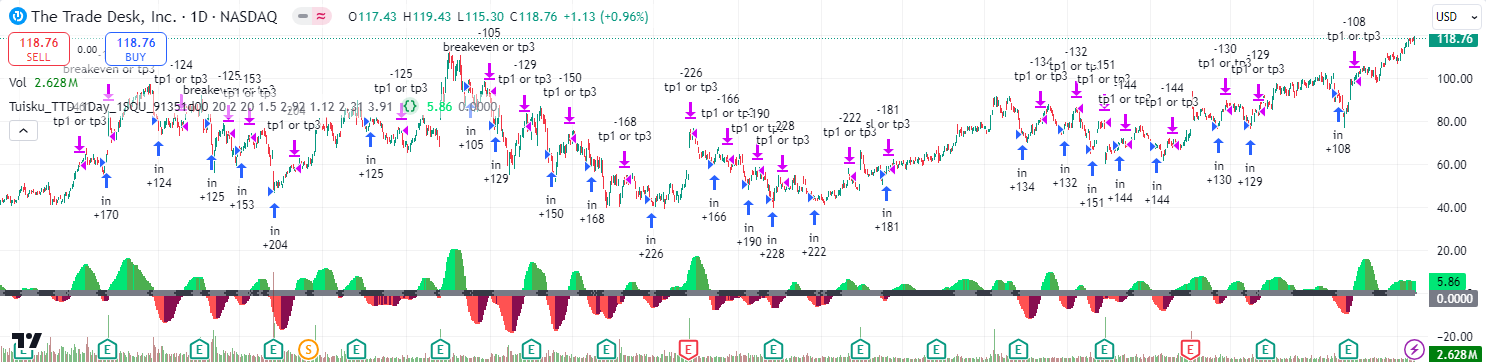 The Trade Desk, Inc. · 1D · NASDAQ
O117.43 H119.43 L115.30 C118.76 +1.13 (+0.96%)
USD
118.76
SELL
0.00
118.76
BUY
Vol 2.628M
breakeven or tp3
Tuisku_TTD
20 2 20 1.5 2.92 1.12 2.31 3.91
5.86 0.0000
118.76
100.00
80.00
60.00
40.00
20.00
5.86
0.0000
−20.00
2.628M
tp1 or tp3
in
+170
-124
tp1 or tp3
in
+124
-125
in
+125
-153
in
+153
tp1 or tp3
in
+204
-125
tp1 or tp3
in
+125
-105
breakeven or tp3
in
+105
-129
tp1 or tp3
in
+129
-150
tp1 or tp3
in
+150
-168
tp1 or tp3
in
+168
-226
tp1 or tp3
in
+226
-166
in
+166
-190
in
+190
-228
tp1 or tp3
in
+228
-222
tp1 or tp3
in
+222
-181
sl or tp3
in
+181
-134
in
+134
-132
tp1 or tp3
in
+132
-151
in
+151
-144
in
+144
-144
tp1 or tp3
in
+144
-130
tp1 or tp3
in
+130
-129
tp1 or tp3
in
+129
-108
tp1 or tp3
in
+108
E
E
E
S
E
E
E
E
E
E
E
E
E
E
E
E
E